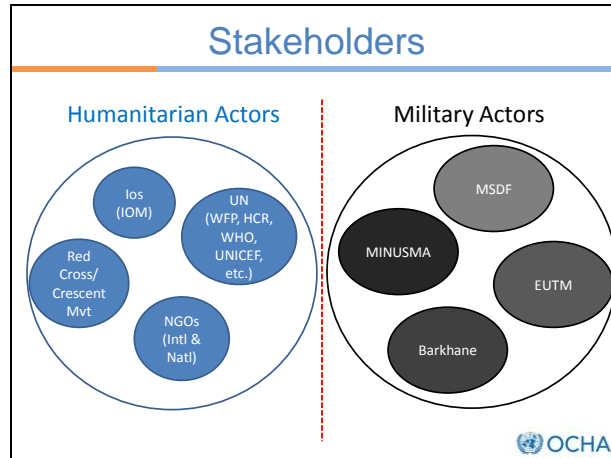 Stakeholders
Humanitarian Actors
Ios
(IOM)
UN
(WFP, HCR,
WHO,
UNICEF,
etc.)
Red
Cross/
Crescent
Mvt
NGOs
(Intl &
Natl)
Military Actors
MSDF
MINUSMA
EUTM
Barkhane
OCHA